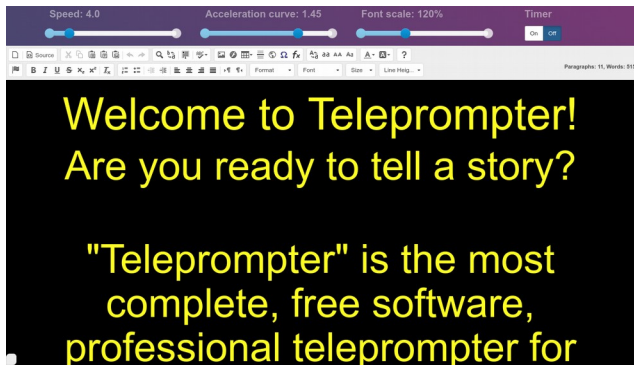 Speed: 4.0 Acceleration curve: 1.45 Font scale: 120% Timer
On Off
Source
Format Font Size Line Heig...
Paragraphs: 11, Words: 515
Welcome to Teleprompter!
Are you ready to tell a story?
"Teleprompter" is the most
complete, free software,
professional teleprompter for